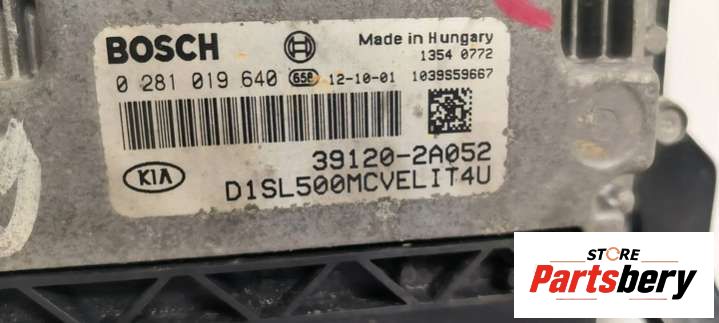 BOSCH
Made in Hungary
1354 0772
0 281 019 640 658 12-10-01 1039S59667
39120-2A052
KIA
D1SL500MCVELIT4U
STORE
Partsbery